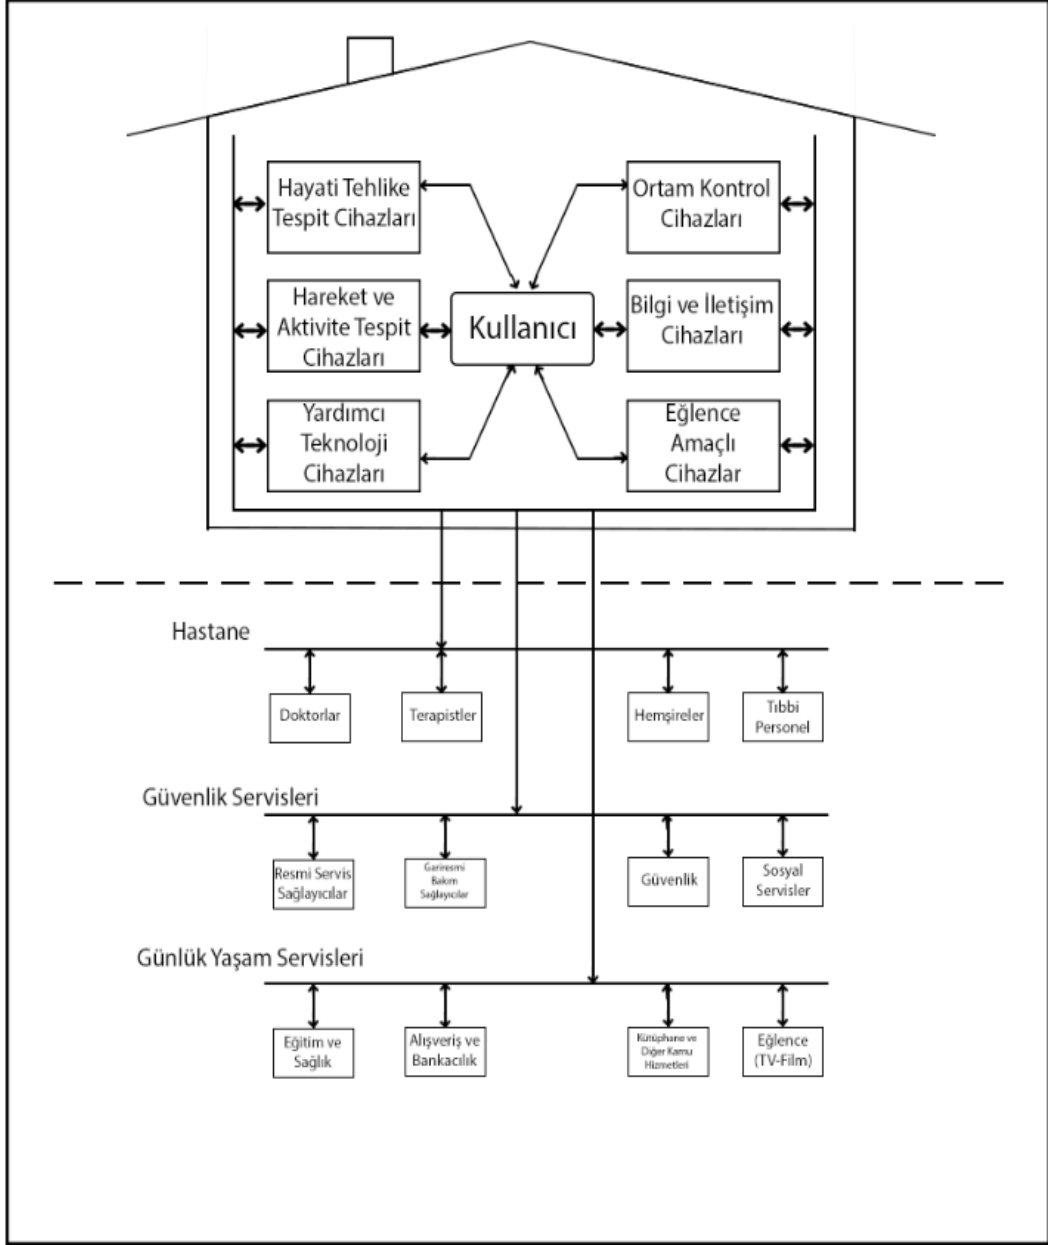 Hayati Tehlike
Tespit Cihazları
Ortam Kontrol
Cihazları
Hareket ve
Aktivite Tespit
Cihazları
Kullanıcı
Bilgi ve İletişim
Cihazları
Yardımcı
Teknoloji
Cihazları
Eğlence
Amaçlı
Cihazlar
Hastane
Doktorlar
Terapistler
Hemşireler
Tıbbi
Personel
Güvenlik Servisleri
Resmi Servis
Sağlayıcılar
Gariresmi
Bakım
Sağlayıcılar
Güvenlik
Sosyal
Servisler
Günlük Yaşam Servisleri
Eğitim ve
Sağlık
Alışveriş ve
Bankacılık
Kütüphane ve
Diğer Kamu
Hizmetleri
Eğlence
(TV-Film)